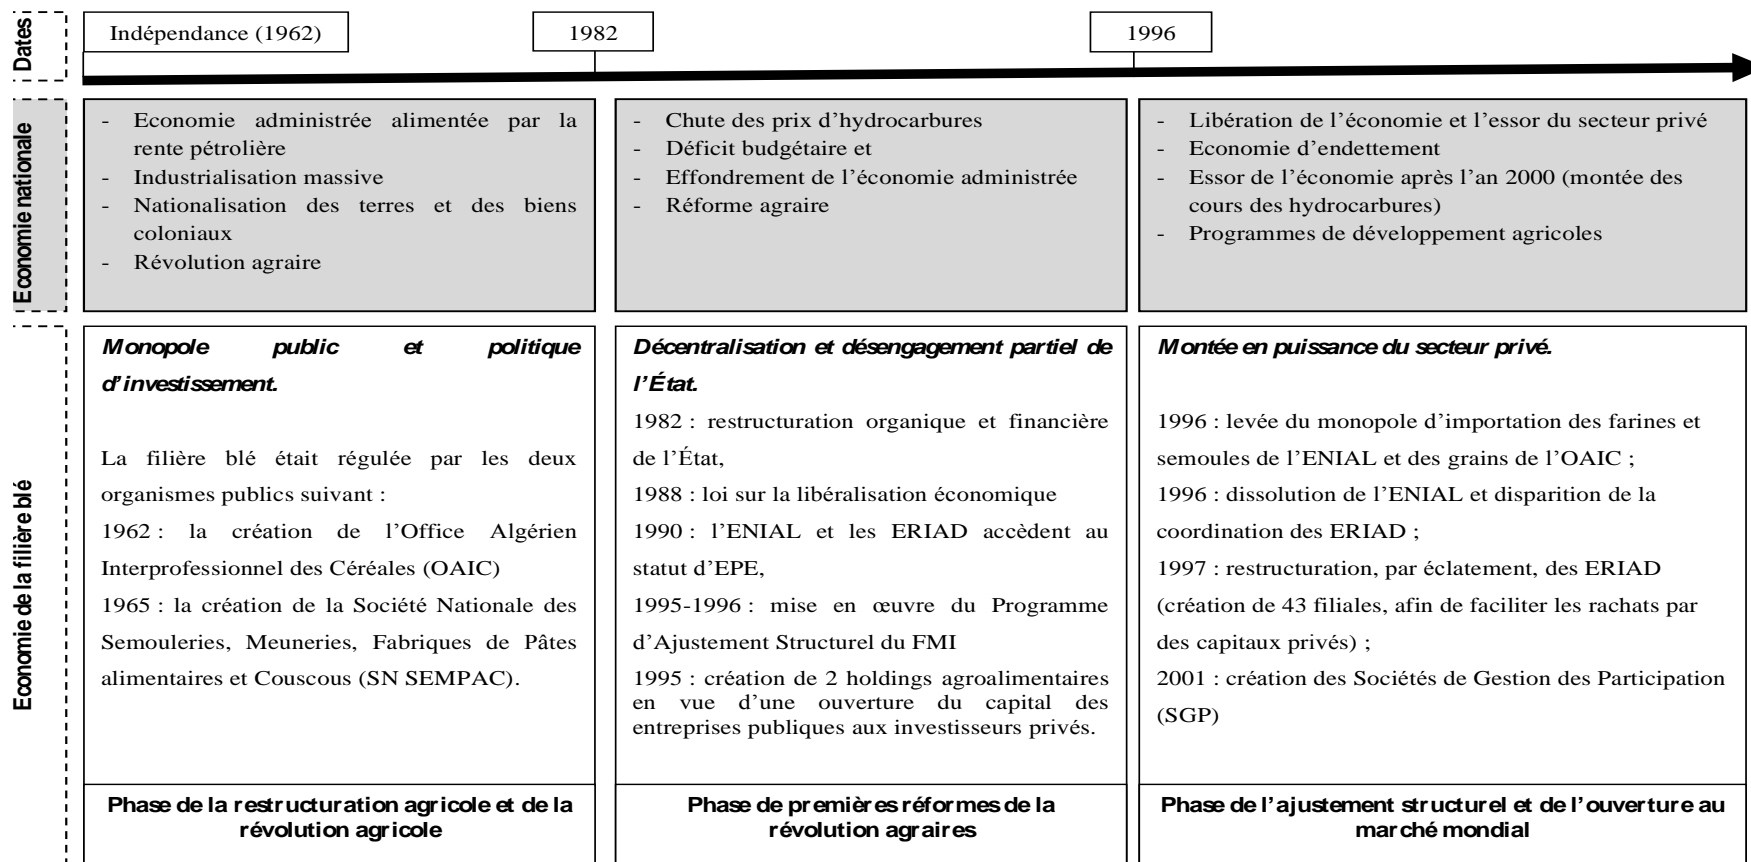 Dates
Indépendance (1962)
1982
1996
Economie nationale
- Economie administrée alimentée par la
rente pétrolière
- Industrialisation massive
- Nationalisation des terres et des biens
coloniaux
- Révolution agraire
- Chute des prix d’hydrocarbures
- Déficit budgétaire et
- Effondrement de l’économie administrée
- Réforme agraire
- Libération de l’économie et l’essor du secteur privé
- Economie d’endettement
- Essor de l’économie après l’an 2000 (montée des
cours des hydrocarbures)
- Programmes de développement agricoles
Economie de la filière blé
Monopole public et politique
d’investissement.
La filière blé était régulée par les deux
organismes publics suivant :
1962 : la création de l’Office Algérien
Interprofessionnel des Céréales (OAIC)
1965 : la création de la Société Nationale des
Semouleries, Meuneries, Fabriques de Pâtes
alimentaires et Couscous (SN SEMPAC).
Phase de la restructuration agricole et de la
révolution agricole
Décentralisation et désengagement partiel de
l’État.
1982 : restructuration organique et financière
de l’État,
1988 : loi sur la libéralisation économique
1990 : l’ENIAL et les ERIAD accèdent au
statut d’EPE,
1995-1996 : mise en œuvre du Programme
d’Ajustement Structurel du FMI
1995 : création de 2 holdings agroalimentaires
en vue d’une ouverture du capital des
entreprises publiques aux investisseurs privés.
Phase de premières réformes de la
révolution agraires
Montée en puissance du secteur privé.
1996 : levée du monopole d’importation des farines et
semoules de l’ENIAL et des grains de l’OAIC ;
1996 : dissolution de l’ENIAL et disparition de la
coordination des ERIAD ;
1997 : restructuration, par éclatement, des ERIAD
(création de 43 filiales, afin de faciliter les rachats par
des capitaux privés) ;
2001 : création des Sociétés de Gestion des Participation
(SGP)
Phase de l’ajustement structurel et de l’ouverture au
marché mondial